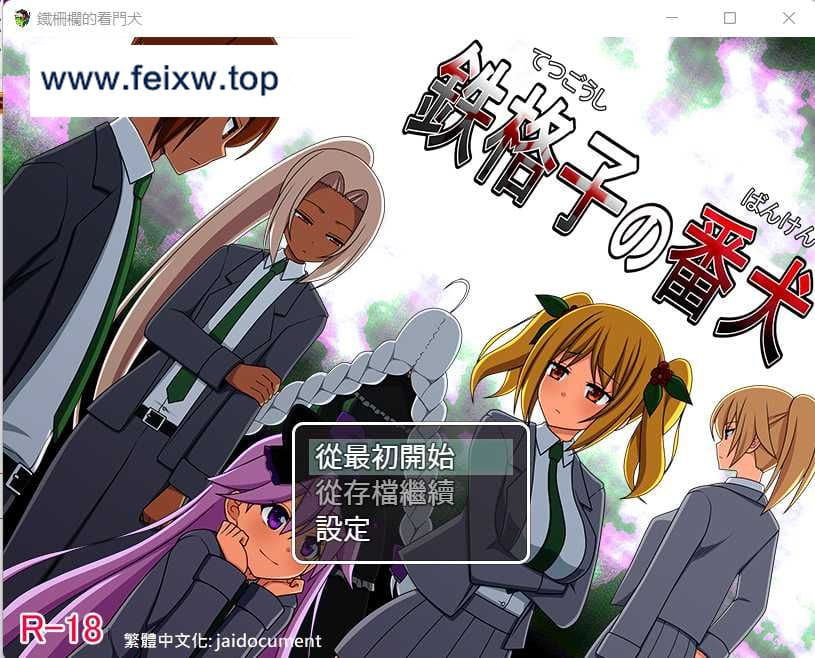 鐵柵欄的看門犬
www.feixw.top
てつごうし
鉄格子の番犬
ばんけん
從最初開始
從存檔繼續
設定
R-18
繁體中文化: jaidocument